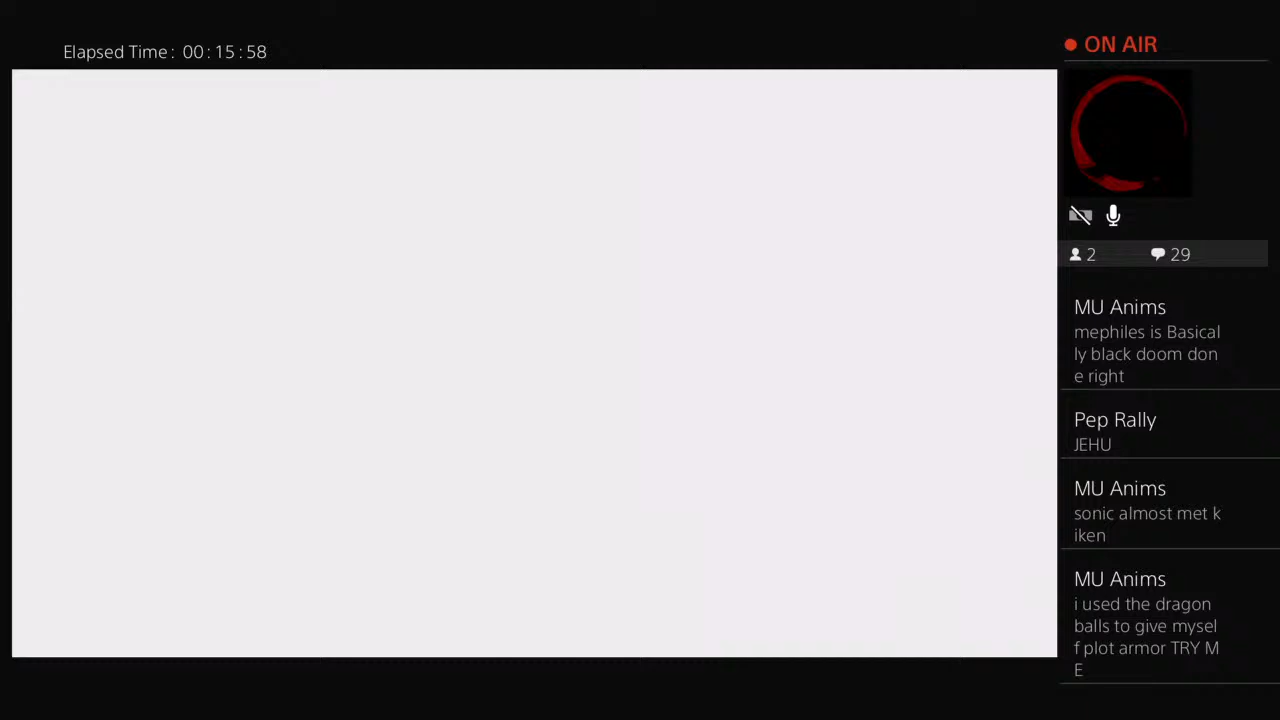 Elapsed Time: 00:15:58
ON AIR
2 29
MU Anims
mephiles is Basical
ly black doom don
e right
Pep Rally
JEHU
MU Anims
sonic almost met k
iken
MU Anims
i used the dragon
balls to give mysel
f plot armor TRY M
E